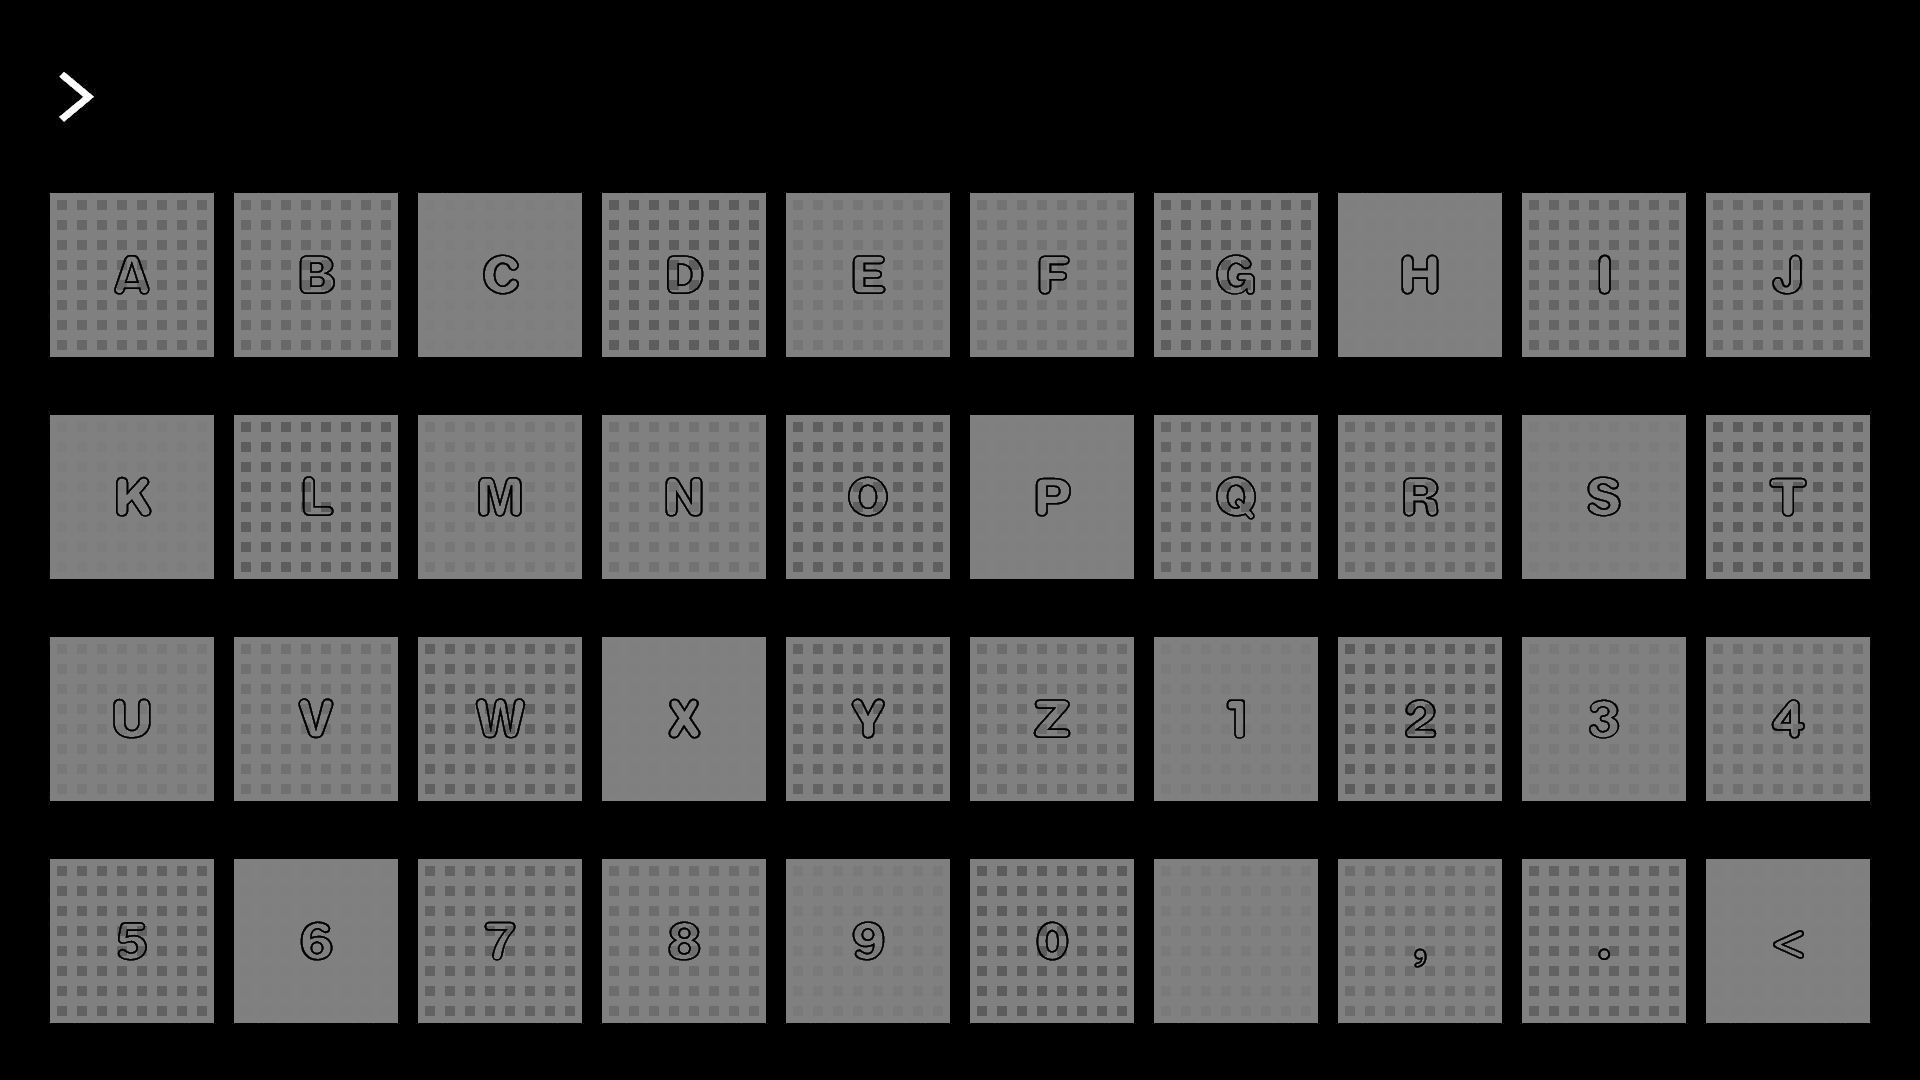 >
A B C D E F G H I J
K L M N O P Q R S T
U V W X Y Z 1 2 3 4
5 6 7 8 9 0 , . <